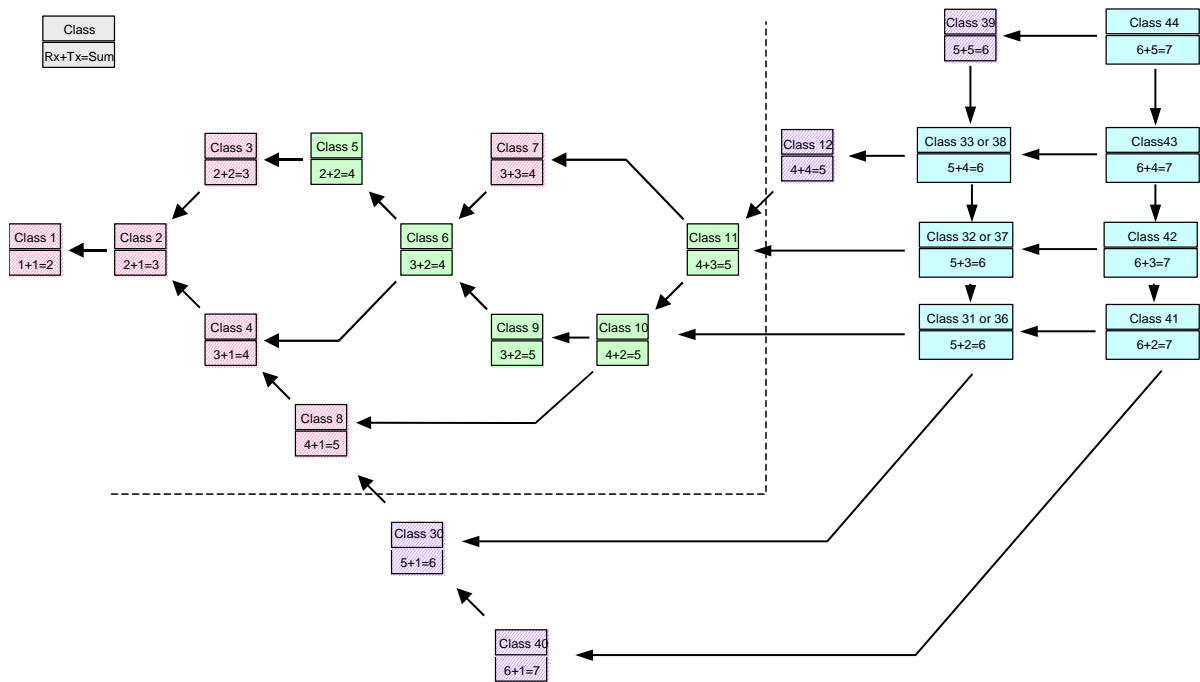 Class
Rx+Tx=Sum
Class 39
5+5=6
Class 44
6+5=7
Class 3
2+2=3
Class 5
2+2=4
Class 7
3+3=4
Class 12
4+4=5
Class 33 or 38
5+4=6
Class43
6+4=7
Class 1
1+1=2
Class 2
2+1=3
Class 6
3+2=4
Class 11
4+3=5
Class 32 or 37
5+3=6
Class 42
6+3=7
Class 4
3+1=4
Class 9
3+2=5
Class 10
4+2=5
Class 31 or 36
5+2=6
Class 41
6+2=7
Class 8
4+1=5
Class 30
5+1=6
Class 40
6+1=7